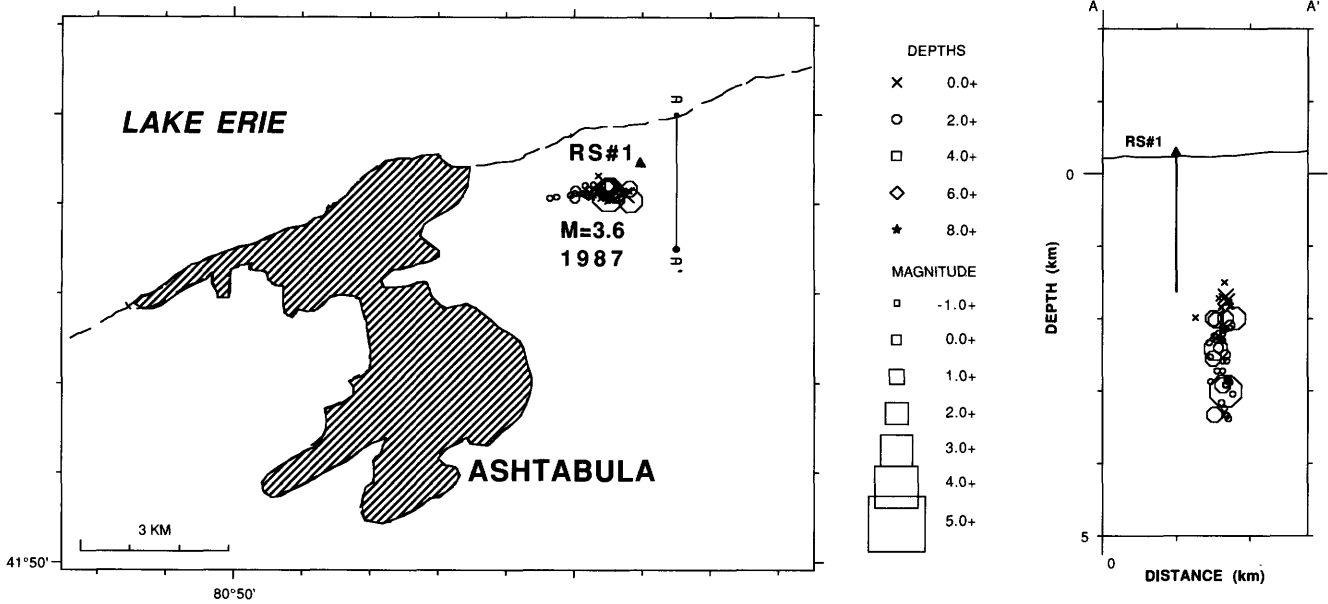 LAKE ERIE
A
RS#1
M=3.6
1987
A'
ASHTABULA
3 KM
41°50'
80°50'
DEPTHS
0.0+
2.0+
4.0+
6.0+
8.0+
MAGNITUDE
-1.0+
0.0+
1.0+
2.0+
3.0+
4.0+
5.0+
A
A'
RS#1
0
DEPTH (km)
5
0
DISTANCE (km)